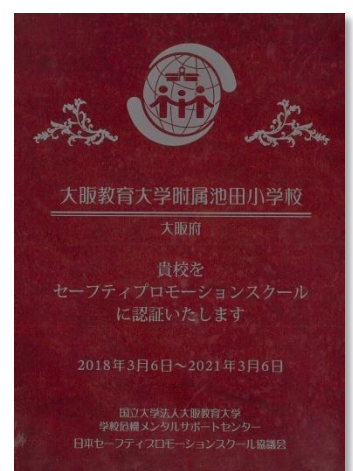 大阪教育大学附属池田小学校
大阪府
貴校を
セーフティプロモーションスクール
に認証いたします
2018年3月6日～2021年3月6日
国立大学法人大阪教育大学
学校危機メンタルサポートセンター
日本セーフティプロモーションスクール協議会